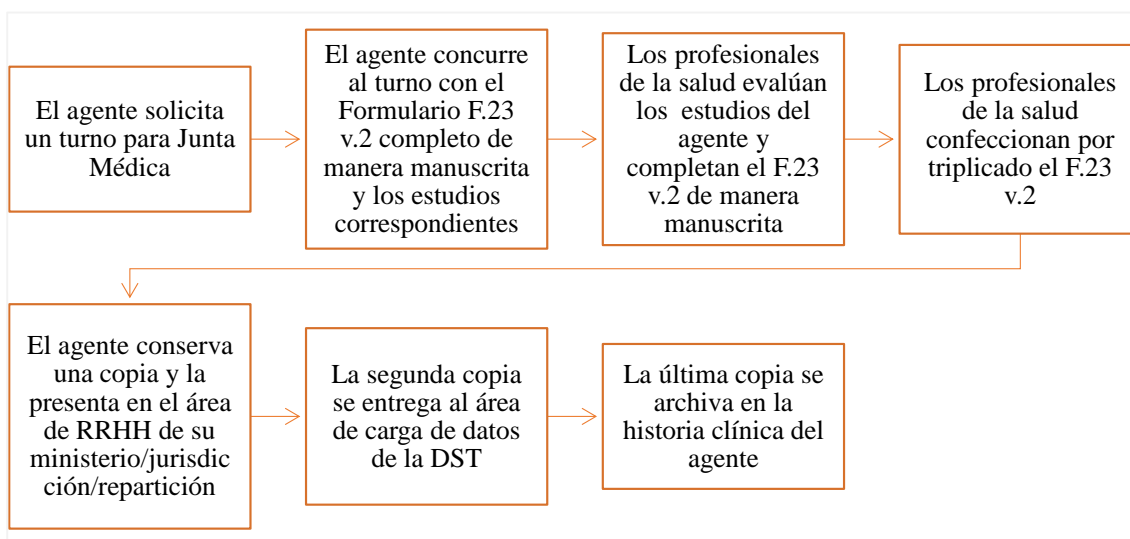 El agente solicita
un turno para Junta
Médica
El agente concurre
al turno con el
Formulario F.23
v.2 completo de
manera manuscrita
y los estudios
correspondientes
Los profesionales
de la salud evalúan
los estudios del
agente y
completan el F.23
v.2 de manera
manuscrita
Los profesionales
de la salud
confeccionan por
triplicado el F.23
v.2
El agente conserva
una copia y la
presenta en el área
de RRHH de su
ministerio/jurisdic
ción/repartición
La segunda copia
se entrega al área
de carga de datos
de la DST
La última copia se
archiva en la
historia clínica del
agente